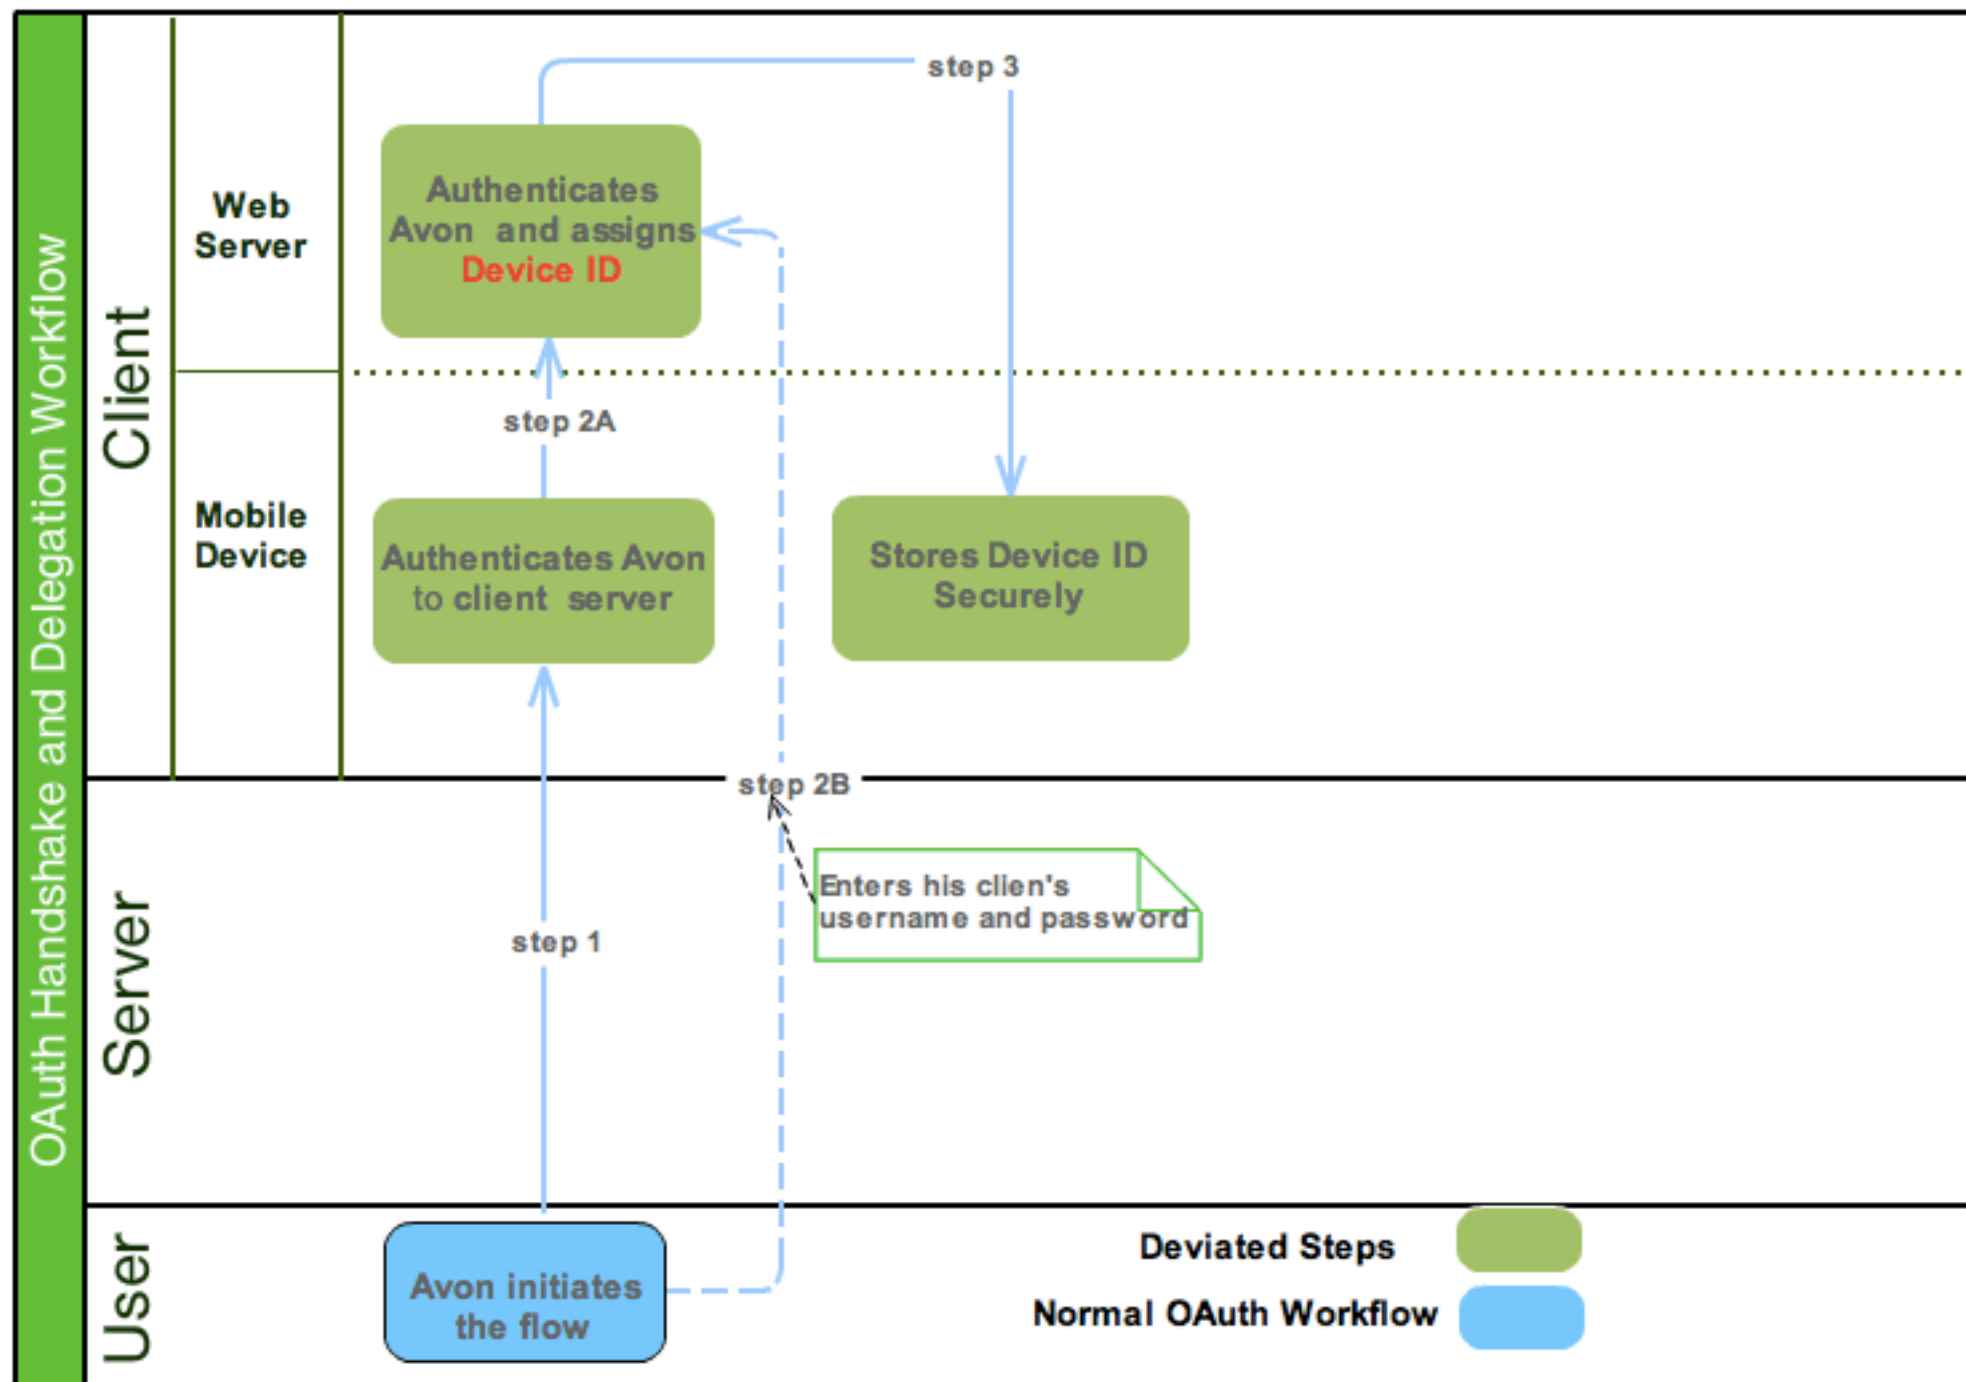 OAuth Handshake and Delegation Workflow
Client
Web
Server
Mobile
Device
step 3
Authenticates
Avon and assigns
Device ID
step 2A
Authenticates Avon
to client server
Stores Device ID
Securely
Server
step 2B
Enters his clien's
username and password
step 1
User
Avon initiates
the flow
Deviated Steps
Normal OAuth Workflow